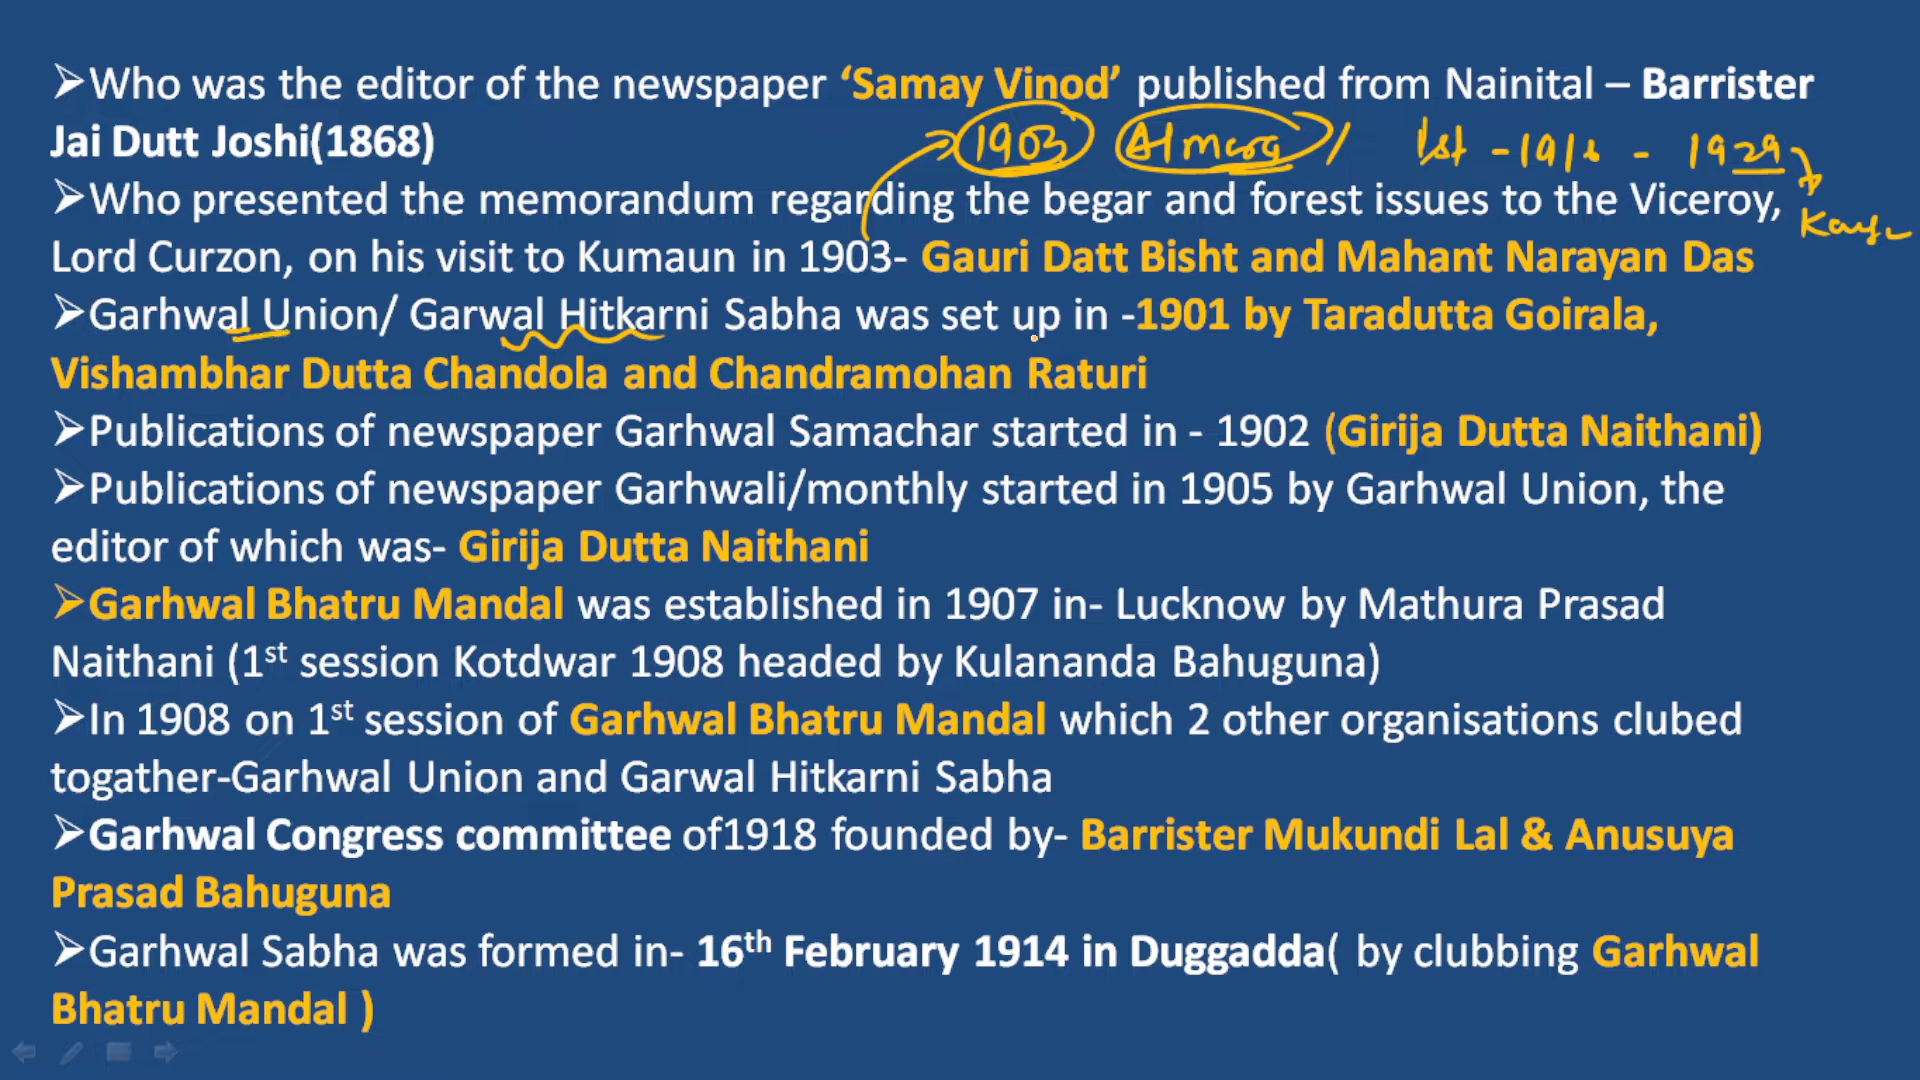 ➢Who was the editor of the newspaper ‘Samay Vinod’ published from Nainital – Barrister
Jai Dutt Joshi(1868)
1903 Almora / 1st - 1916 - 1929
➢Who presented the memorandum regarding the begar and forest issues to the Viceroy,
Lord Curzon, on his visit to Kumaun in 1903- Gauri Datt Bisht and Mahant Narayan Das
➢Garhwal Union/ Garwal Hitkarni Sabha was set up in -1901 by Taradutta Goirala,
Vishambhar Dutta Chandola and Chandramohan Raturi
➢Publications of newspaper Garhwal Samachar started in - 1902 (Girija Dutta Naithani)
➢Publications of newspaper Garhwali/monthly started in 1905 by Garhwal Union, the
editor of which was- Girija Dutta Naithani
➢Garhwal Bhatru Mandal was established in 1907 in- Lucknow by Mathura Prasad
Naithani (1st session Kotdwar 1908 headed by Kulananda Bahuguna)
➢In 1908 on 1st session of Garhwal Bhatru Mandal which 2 other organisations clubed
togather-Garhwal Union and Garwal Hitkarni Sabha
➢Garhwal Congress committee of1918 founded by- Barrister Mukundi Lal & Anusuya
Prasad Bahuguna
➢Garhwal Sabha was formed in- 16th February 1914 in Duggadda( by clubbing Garhwal
Bhatru Mandal )